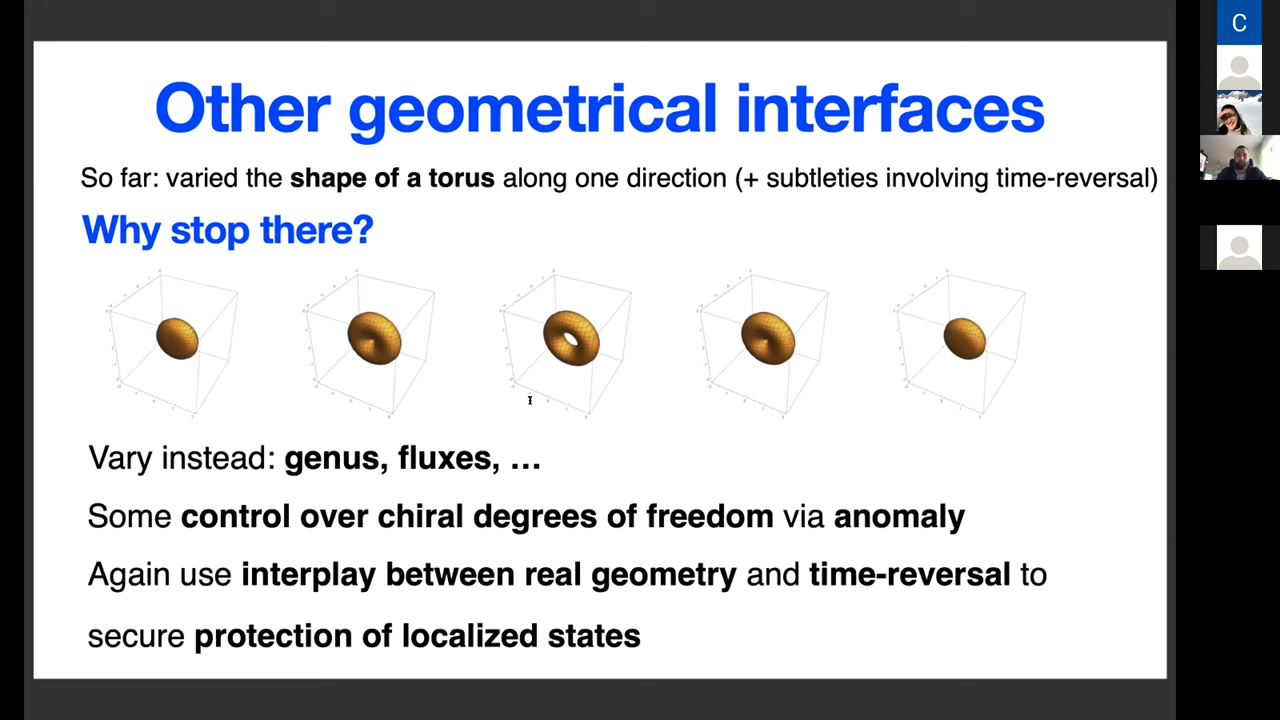 Other geometrical interfaces
So far: varied the shape of a torus along one direction (+ subtleties involving time-reversal)
Why stop there?
Vary instead: genus, fluxes, ...
Some control over chiral degrees of freedom via anomaly
Again use interplay between real geometry and time-reversal to
secure protection of localized states
C